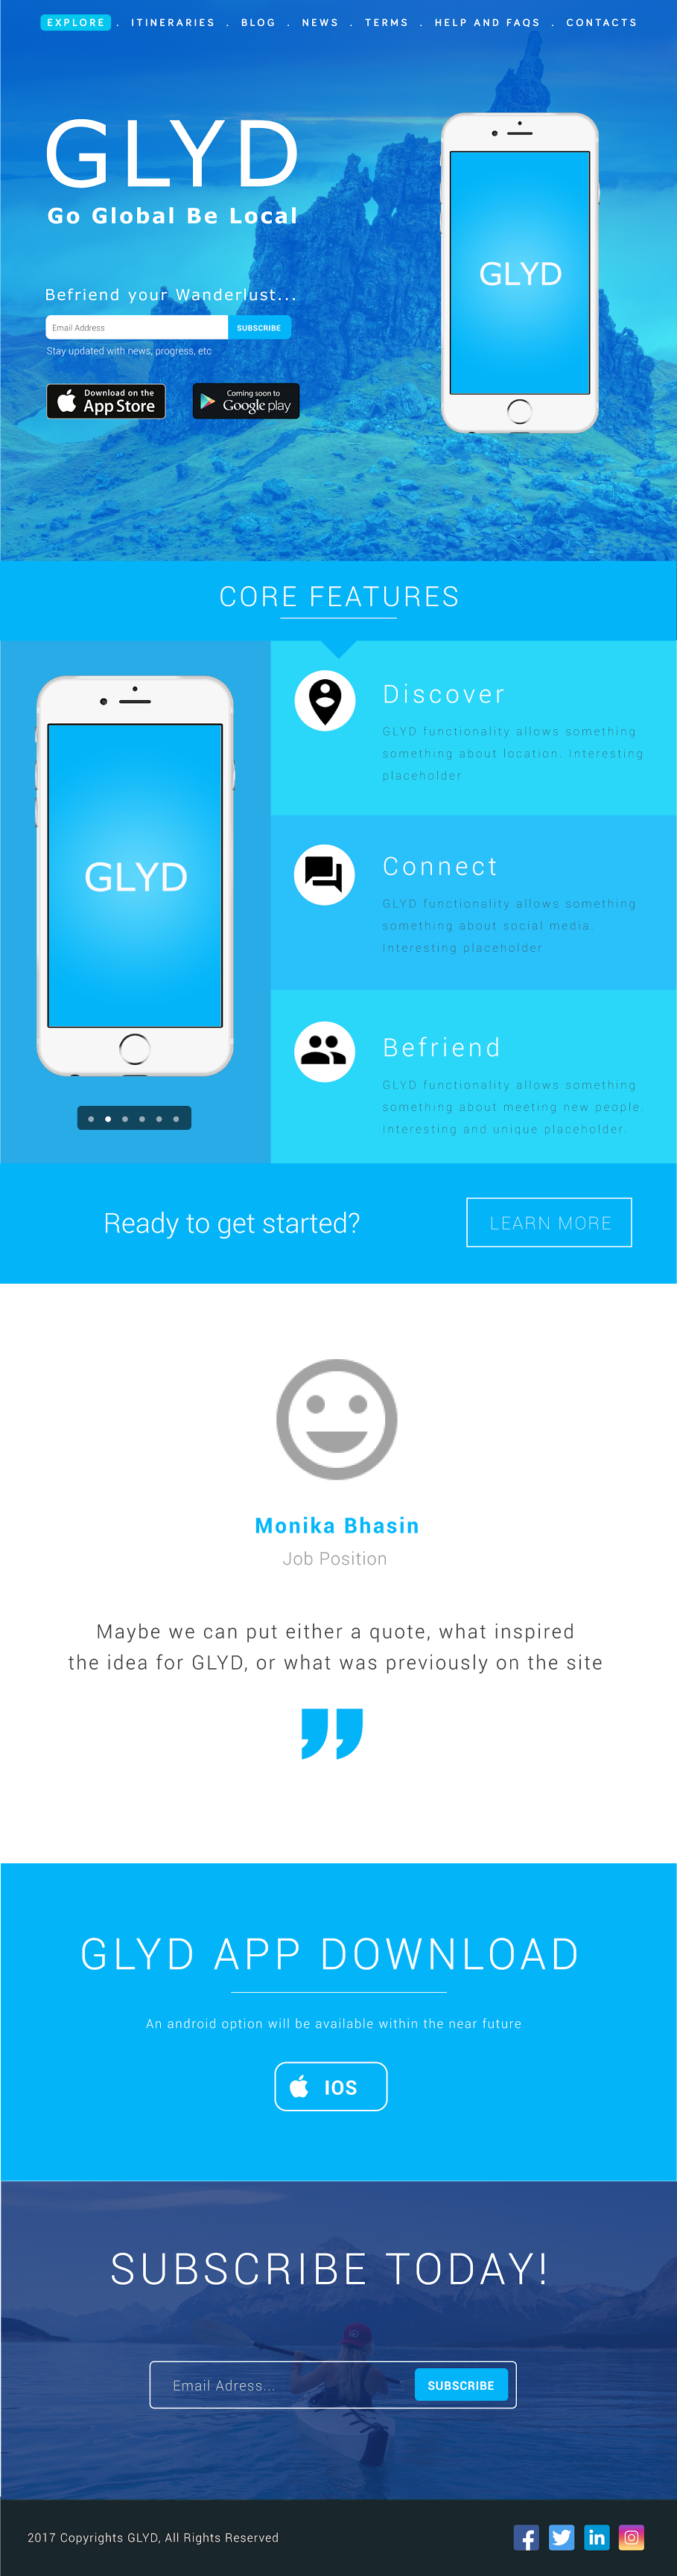 EXPLORE . ITINERARIES . BLOG . NEWS . TERMS . HELP AND FAQS . CONTACTS
GLYD
Go Global Be Local
Befriend your Wanderlust...
Email Address SUBSCRIBE
Stay updated with news, progress, etc
Download on the
App Store
Coming soon to
Google play
GLYD
CORE FEATURES
GLYD
Discover
GLYD functionality allows something
something about location. Interesting
placeholder
Connect
GLYD functionality allows something
something about social media.
Interesting placeholder
Befriend
GLYD functionality allows something
something about meeting new people.
Interesting and unique placeholder.
Ready to get started?
LEARN MORE
Monika Bhasin
Job Position
Maybe we can put either a quote, what inspired
the idea for GLYD, or what was previously on the site
”
GLYD APP DOWNLOAD
An android option will be available within the near future
IOS
SUBSCRIBE TODAY!
Email Adress... SUBSCRIBE
2017 Copyrights GLYD, All Rights Reserved